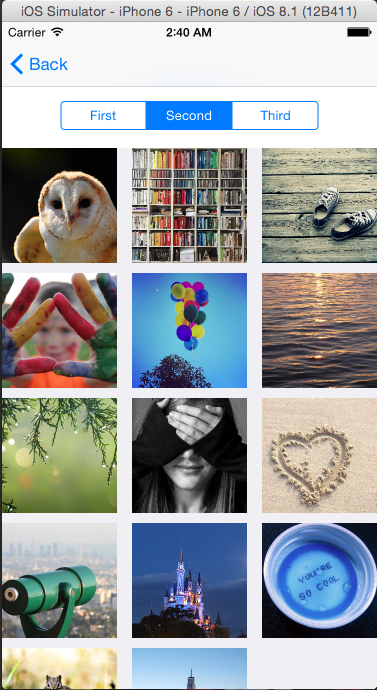 iOS Simulator - iPhone 6 - iPhone 6 / iOS 8.1 (12B411)
Carrier 2:40 AM
Back
First Second Third
YOU'RE
SO COOL